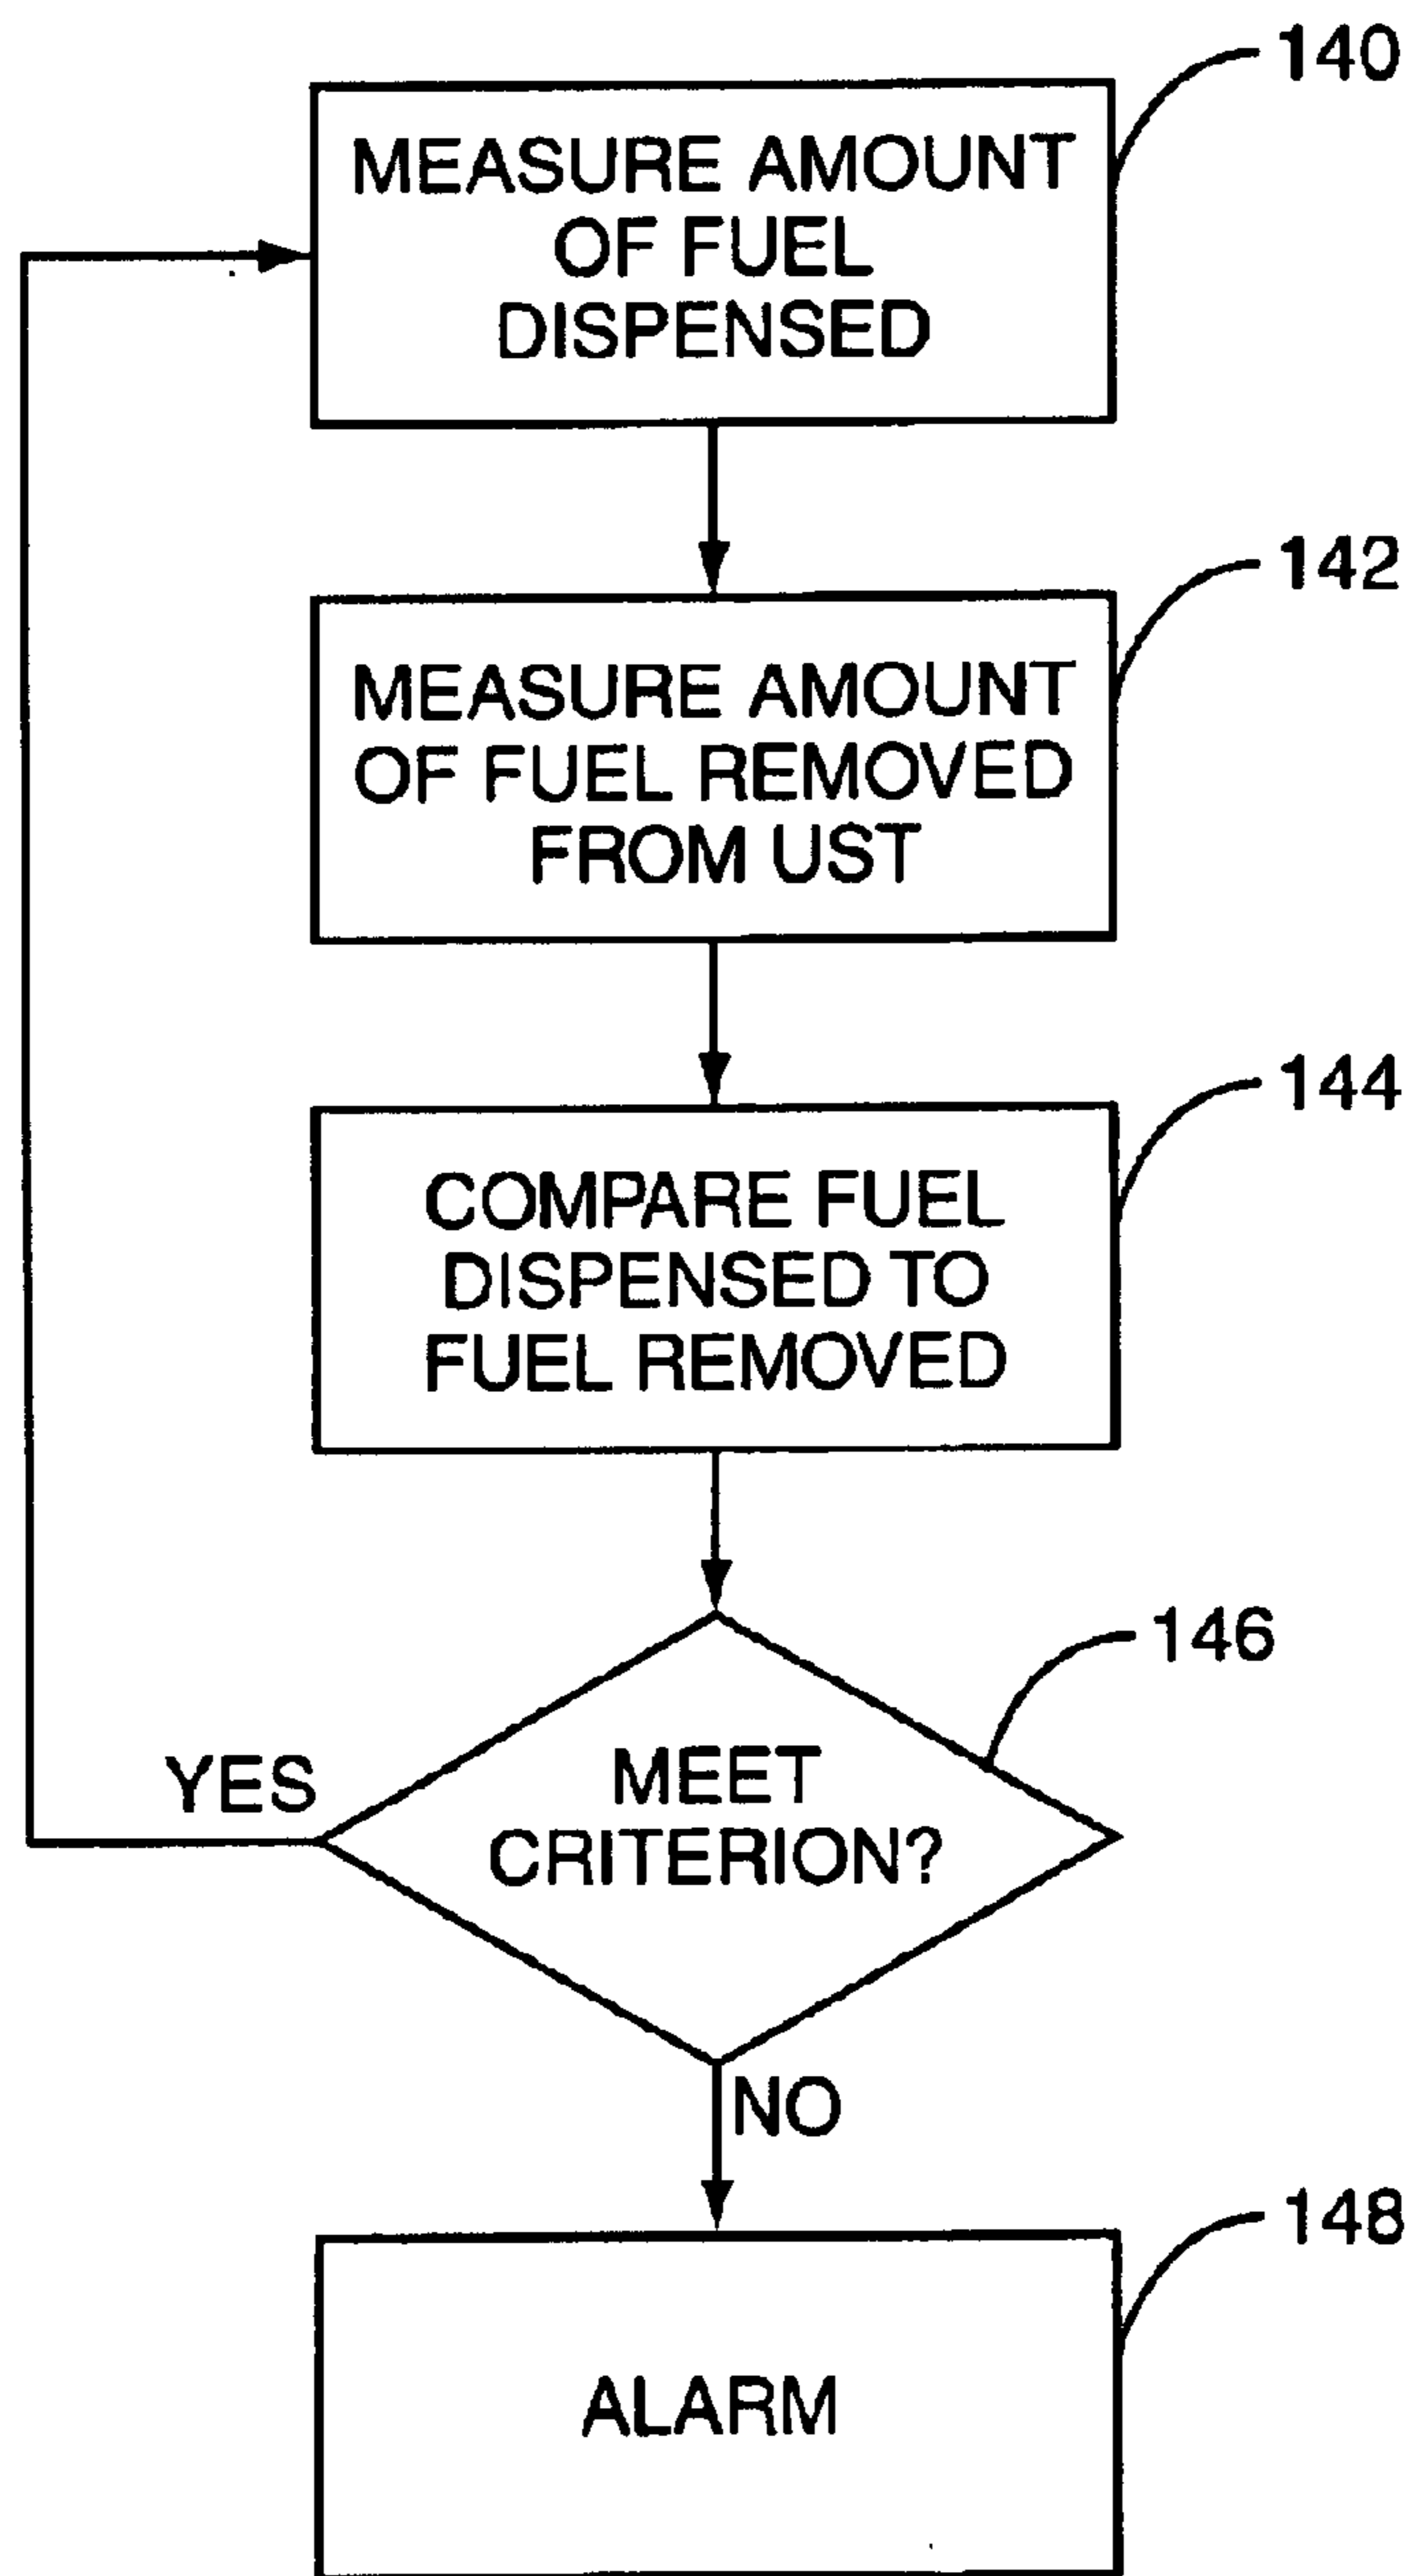 140
MEASURE AMOUNT
OF FUEL
DISPENSED
142
MEASURE AMOUNT
OF FUEL REMOVED
FROM UST
144
COMPARE FUEL
DISPENSED TO
FUEL REMOVED
146
YES
MEET
CRITERION?
NO
148
ALARM